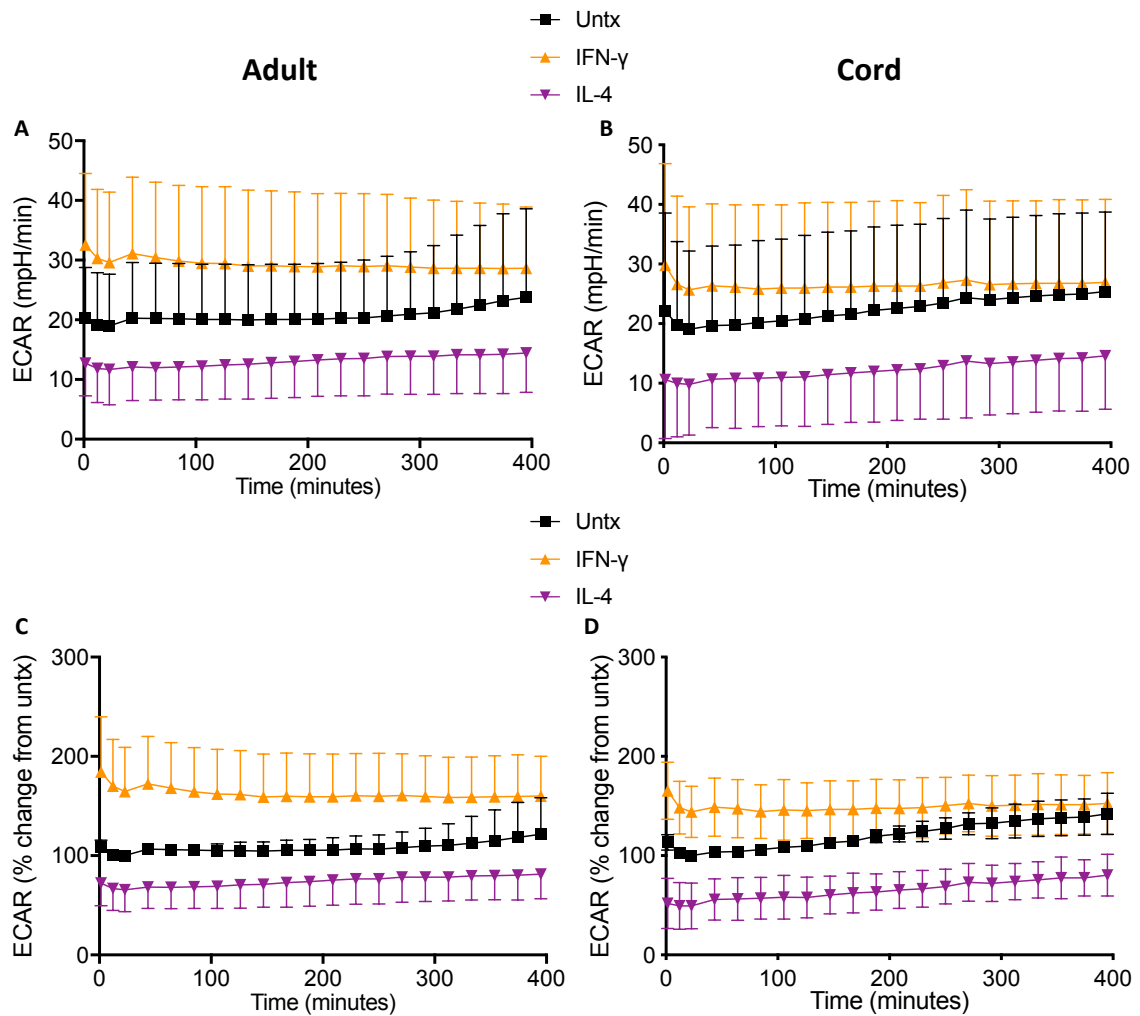 Untx
IFN-γ
IL-4
Adult
Cord
A
B
50
40
30
20
10
0
ECAR (mpH/min)
0
100
200
300
400
Time (minutes)
50
40
30
20
10
0
ECAR (mpH/min)
0
100
200
300
400
Time (minutes)
Untx
IFN-γ
IL-4
C
D
300
200
100
0
ECAR (% change from untx)
0
100
200
300
400
Time (minutes)
300
200
100
0
ECAR (% change from untx)
0
100
200
300
400
Time (minutes)